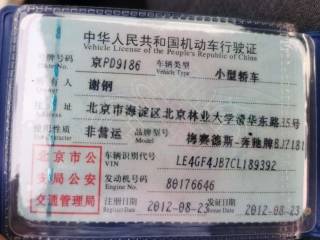 中华人民共和国机动车行驶证
Vehicle License of the People's Republic of China
牌号码 京PD9186 车辆类型 小型轿车
Vehicle Type
有人 谢钢
址 北京市海淀区北京林业大学清华东路35号
使用性质 非营运 品牌型号 梅赛德斯-奔驰牌BJ7181
北京市公安局公安交通管理局
车辆识别代号 LE4GF4JB7CL189392
VIN
发动机号码 80176646
Engine No.
注册日期 2012-08-23 发证日期 2012-08-23